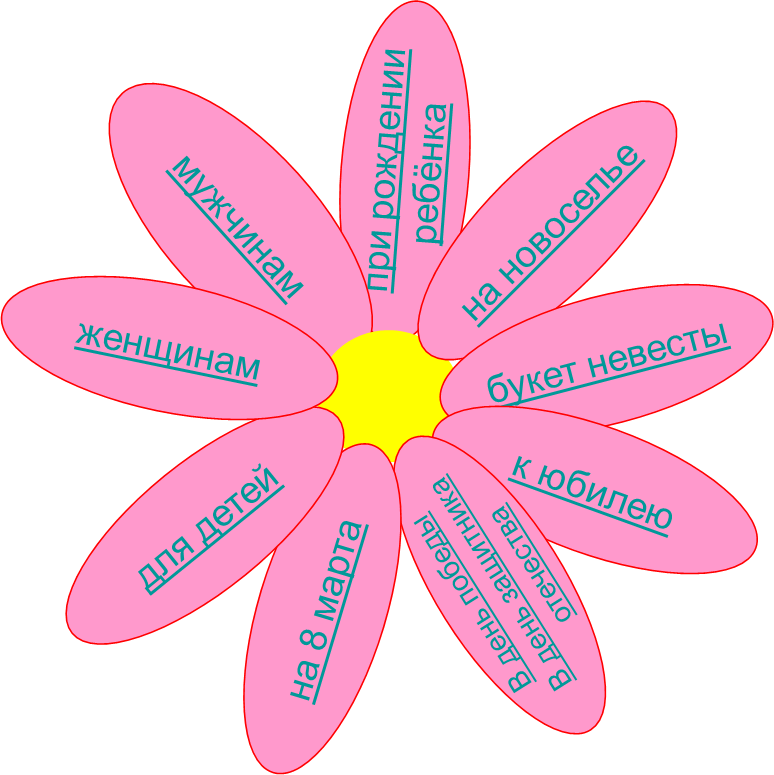 при рождении
ребёнка
на новоселье
букет невесты
к юбилею
В день победы
В день защитника
отечества
на 8 марта
для детей
женщинам
мужчинам